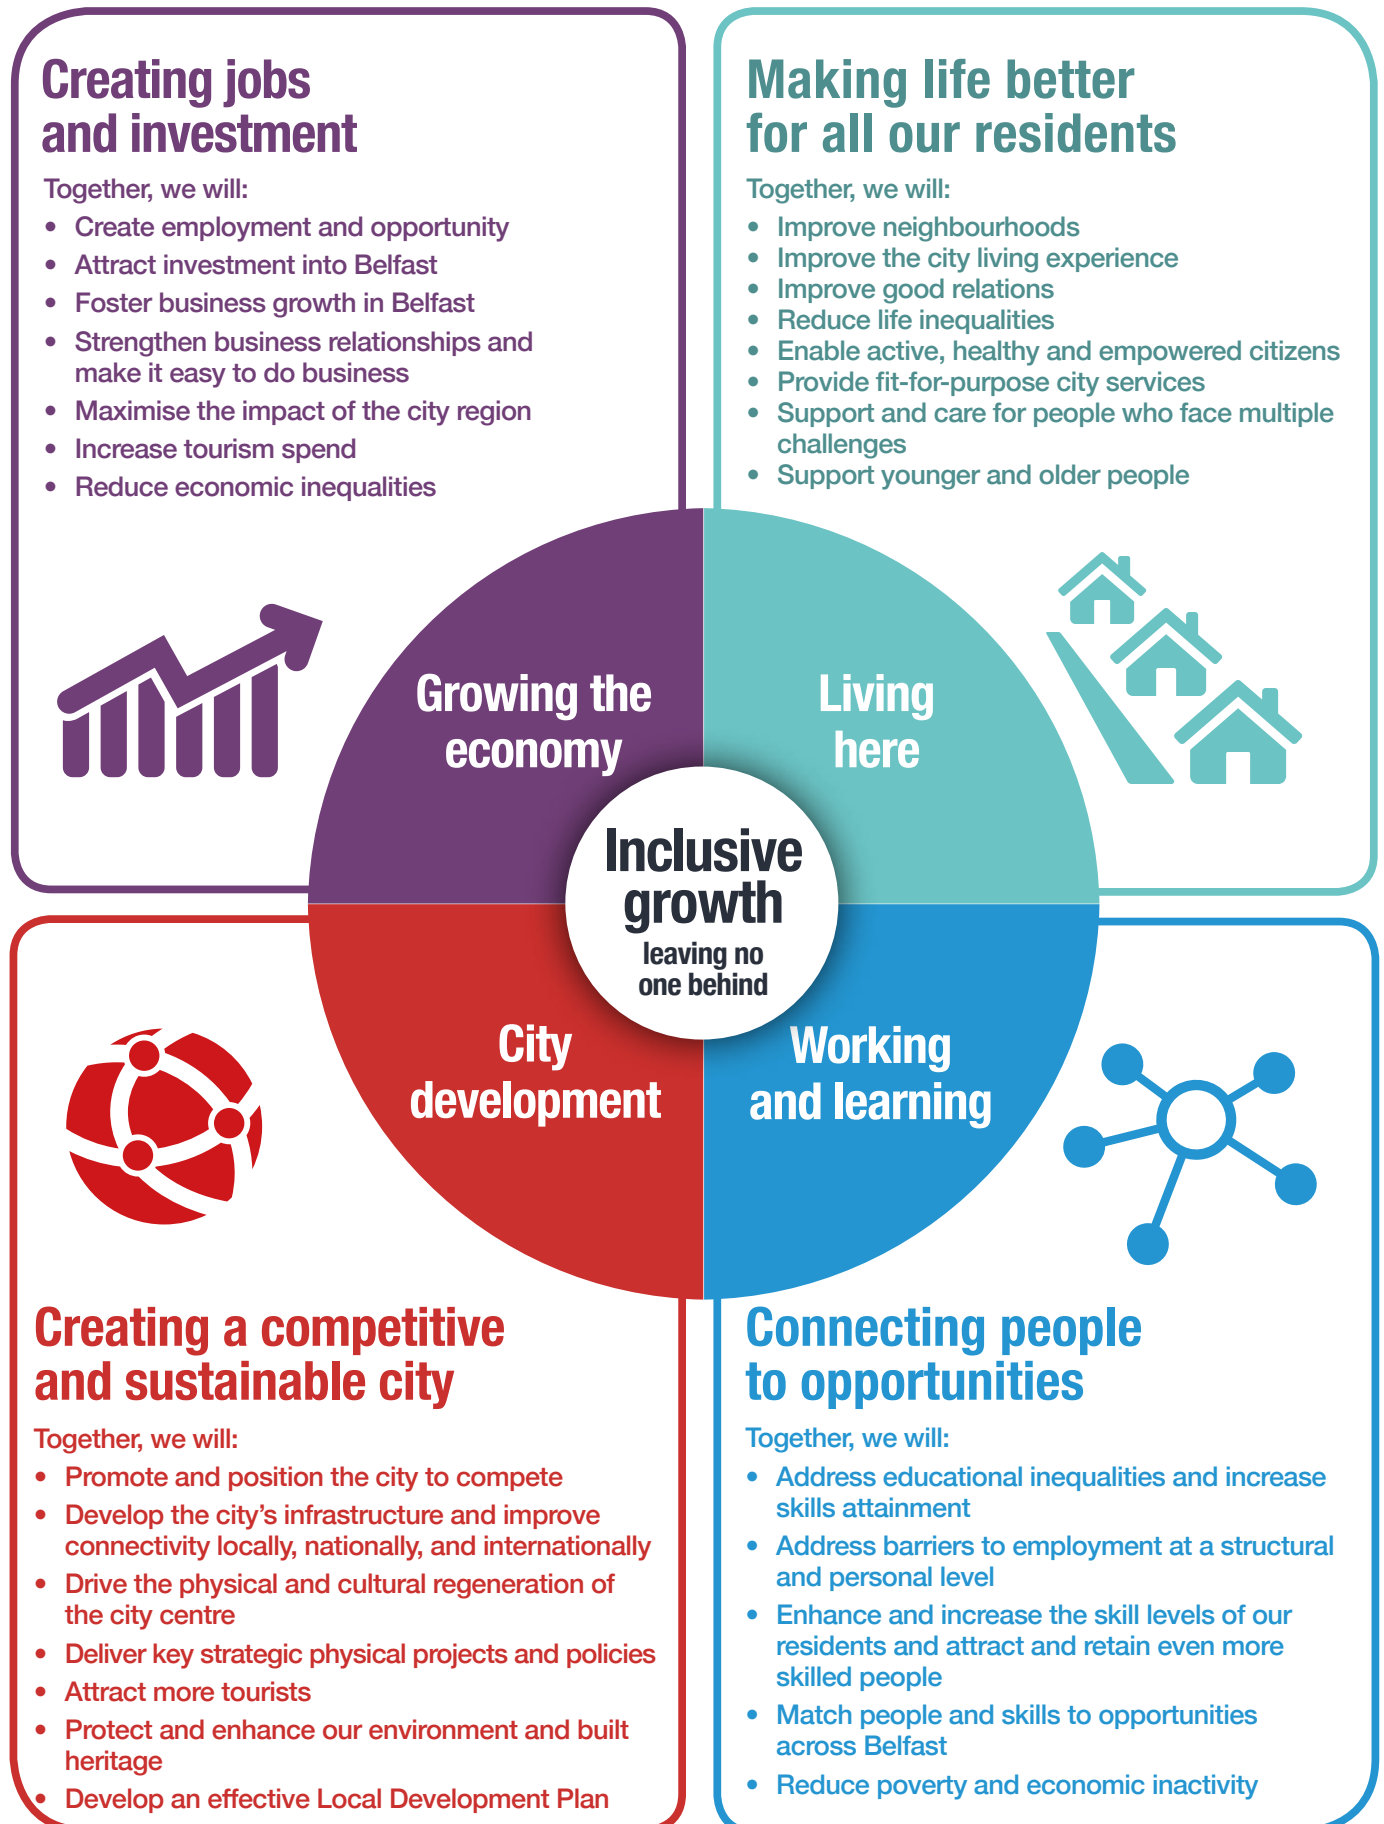 Creating jobs
and investment
Together, we will:
• Create employment and opportunity
• Attract investment into Belfast
• Foster business growth in Belfast
• Strengthen business relationships and
make it easy to do business
• Maximise the impact of the city region
• Increase tourism spend
• Reduce economic inequalities
Making life better
for all our residents
Together, we will:
• Improve neighbourhoods
• Improve the city living experience
• Improve good relations
• Reduce life inequalities
• Enable active, healthy and empowered citizens
• Provide fit-for-purpose city services
• Support and care for people who face multiple
challenges
• Support younger and older people
Growing the
economy
Living
here
Inclusive
growth
leaving no
one behind
City
development
Working
and learning
Creating a competitive
and sustainable city
Together, we will:
• Promote and position the city to compete
• Develop the city’s infrastructure and improve
connectivity locally, nationally, and internationally
• Drive the physical and cultural regeneration of
the city centre
• Deliver key strategic physical projects and policies
• Attract more tourists
• Protect and enhance our environment and built
heritage
• Develop an effective Local Development Plan
Connecting people
to opportunities
Together, we will:
• Address educational inequalities and increase
skills attainment
• Address barriers to employment at a structural
and personal level
• Enhance and increase the skill levels of our
residents and attract and retain even more
skilled people
• Match people and skills to opportunities
across Belfast
• Reduce poverty and economic inactivity